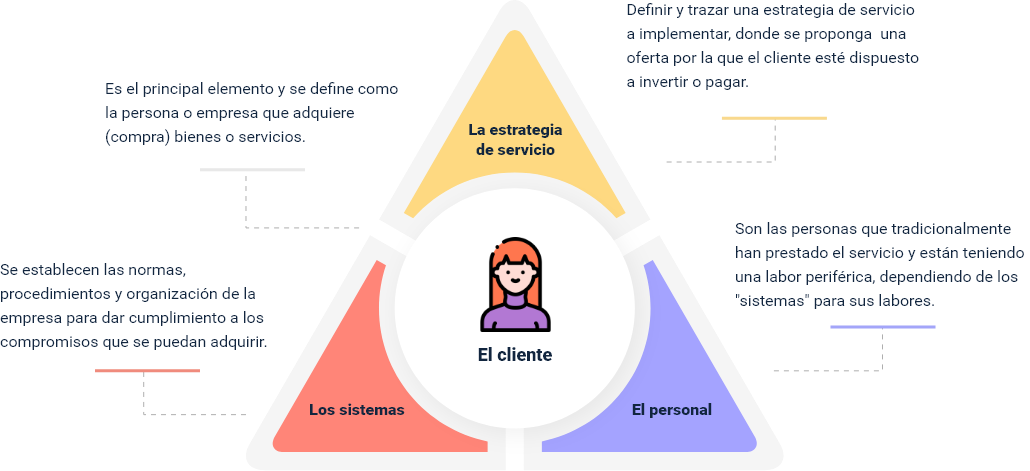 Definir y trazar una estrategia de servicio
a implementar, donde se proponga una
oferta por la que el cliente esté dispuesto
a invertir o pagar.
Es el principal elemento y se define como
la persona o empresa que adquiere
(compra) bienes o servicios.
La estrategia
de servicio
Son las personas que tradicionalmente
han prestado el servicio y están teniendo
una labor periférica, dependiendo de los
"sistemas" para sus labores.
Se establecen las normas,
procedimientos y organización de la
empresa para dar cumplimiento a los
compromisos que se puedan adquirir.
El cliente
Los sistemas
El personal